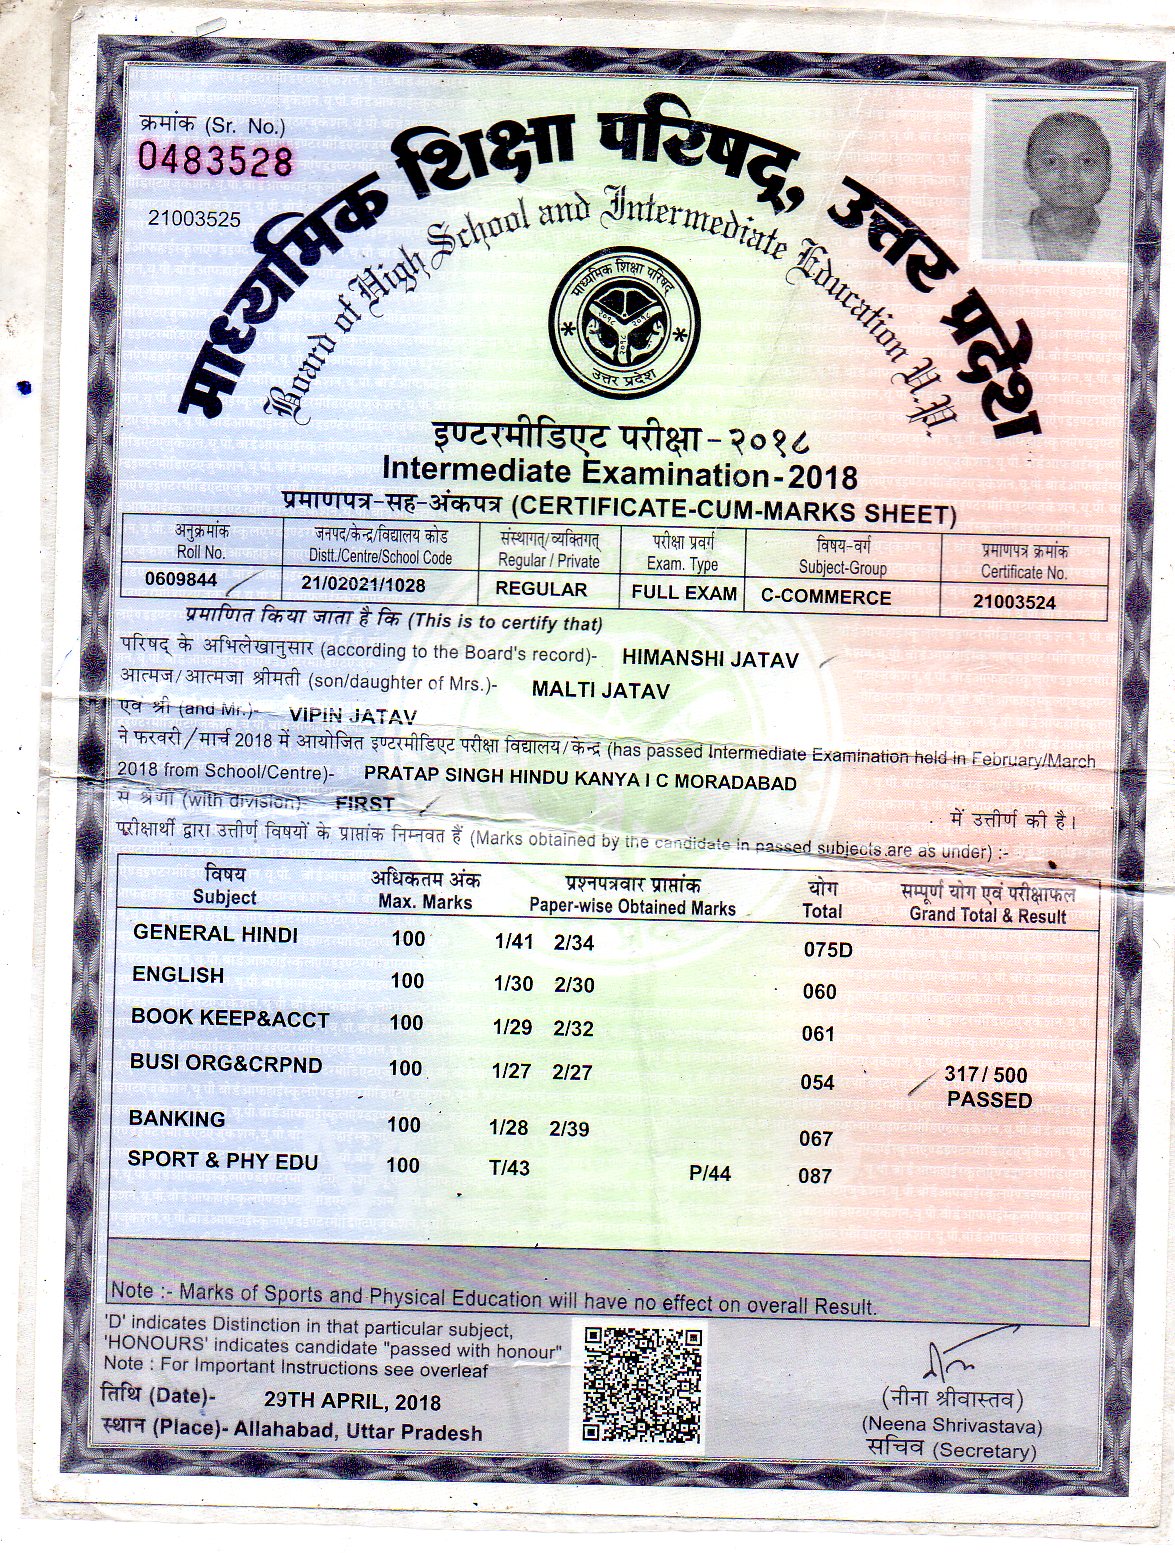 क्रमांक (Sr. No.)
0483528
21003525
माध्यमिक शिक्षा परिषद्, उत्तर प्रदेश
Board of High School and Intermediate Education U.P.
माध्यमिक शिक्षा परिषद्
२०१८ २०१८
२०१८
उत्तर प्रदेश
इण्टरमीडिएट परीक्षा - २०१८
Intermediate Examination - 2018
प्रमाणपत्र-सह-अंकपत्र (CERTIFICATE-CUM-MARKS SHEET)
अनुक्रमांक जनपद/केन्द्र/विद्यालय कोड संस्थागत्/व्यक्तिगत् परीक्षा प्रवर्ग विषय-वर्ग प्रमाणपत्र क्रमांक
Roll No. Distt./Centre/School Code Regular / Private Exam. Type Subject-Group Certificate No.
0609844 21/02021/1028 REGULAR FULL EXAM C-COMMERCE 21003524
प्रमाणित किया जाता है कि (This is to certify that)
परिषद् के अभिलेखानुसार (according to the Board's record)- HIMANSHI JATAV
आत्मज/आत्मजा श्रीमती (son/daughter of Mrs.)- MALTI JATAV
एवं श्री (and Mr.)- VIPIN JATAV
ने फरवरी/मार्च 2018 में आयोजित इण्टरमीडिएट परीक्षा विद्यालय/केन्द्र (has passed Intermediate Examination held in February/March
2018 from School/Centre)- PRATAP SINGH HINDU KANYA I C MORADABAD
से श्रेणी (with division)- FIRST में उत्तीर्ण की है।
परीक्षार्थी द्वारा उत्तीर्ण विषयों के प्राप्तांक निम्नवत हैं (Marks obtained by the candidate in passed subjects are as under) :-
विषय अधिकतम अंक प्रश्नपत्रवार प्राप्तांक योग सम्पूर्ण योग एवं परीक्षाफल
Subject Max. Marks Paper-wise Obtained Marks Total Grand Total & Result
GENERAL HINDI 100 1/41 2/34 075D
ENGLISH 100 1/30 2/30 060
BOOK KEEP&ACCT 100 1/29 2/32 061
BUSI ORG&CRPND 100 1/27 2/27 054 317/ 500
PASSED
BANKING 100 1/28 2/39 067
SPORT & PHY EDU 100 T/43 P/44 087
Note :- Marks of Sports and Physical Education will have no effect on overall Result.
'D' indicates Distinction in that particular subject,
'HONOURS' indicates candidate "passed with honour"
Note : For Important Instructions see overleaf
तिथि (Date)- 29TH APRIL, 2018
स्थान (Place)- Allahabad, Uttar Pradesh
(नीना श्रीवास्तव)
(Neena Shrivastava)
सचिव (Secretary)